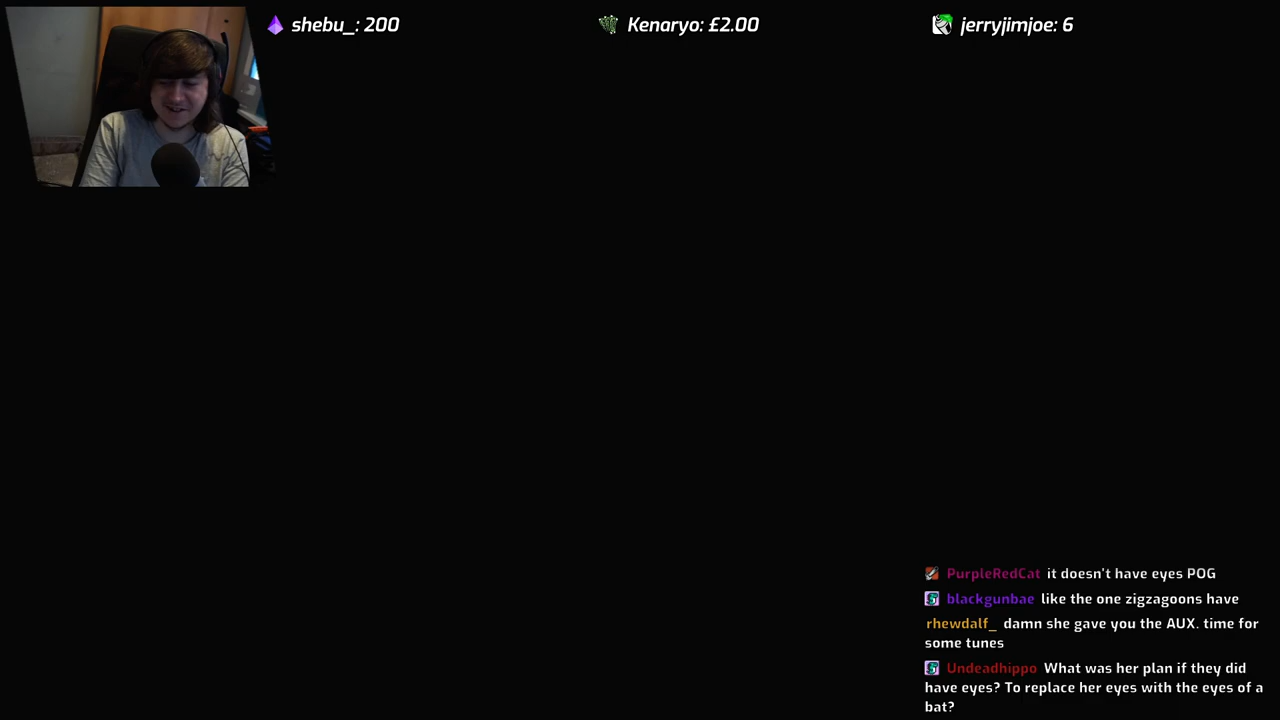 shebu_: 200
Kenaryo: £2.00
jerryjimjoe: 6
PurpleRedCat it doesn't have eyes POG
blackgunbae like the one zigzagoons have
rhewdalf_ damn she gave you the AUX. time for
some tunes
Undeadhippo What was her plan if they did
have eyes? To replace her eyes with the eyes of a
bat?